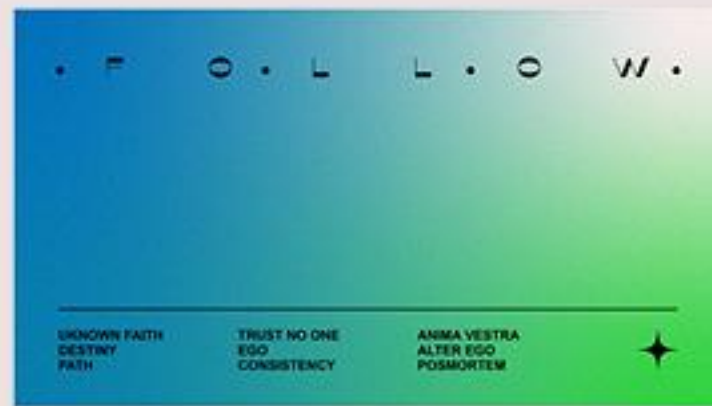 • F O • L L • O W •
UKNOWN FAITH
DESTINY
PATH
TRUST NO ONE
EGO
CONSISTENCY
ANIMA VESTRA
ALTER EGO
POSMORTEM